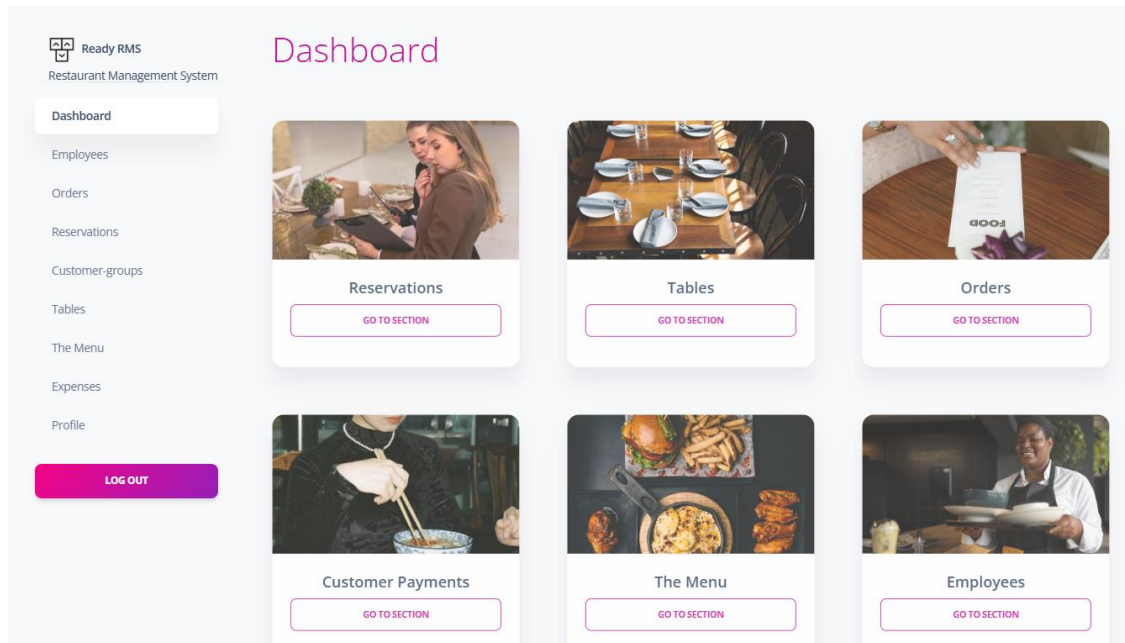 Ready RMS
Restaurant Management System
Dashboard
Employees
Orders
Reservations
Customer-groups
Tables
The Menu
Expenses
Profile
LOG OUT
Dashboard
Reservations
GO TO SECTION
Tables
GO TO SECTION
FOOD
Orders
GO TO SECTION
Customer Payments
GO TO SECTION
The Menu
GO TO SECTION
Employees
GO TO SECTION